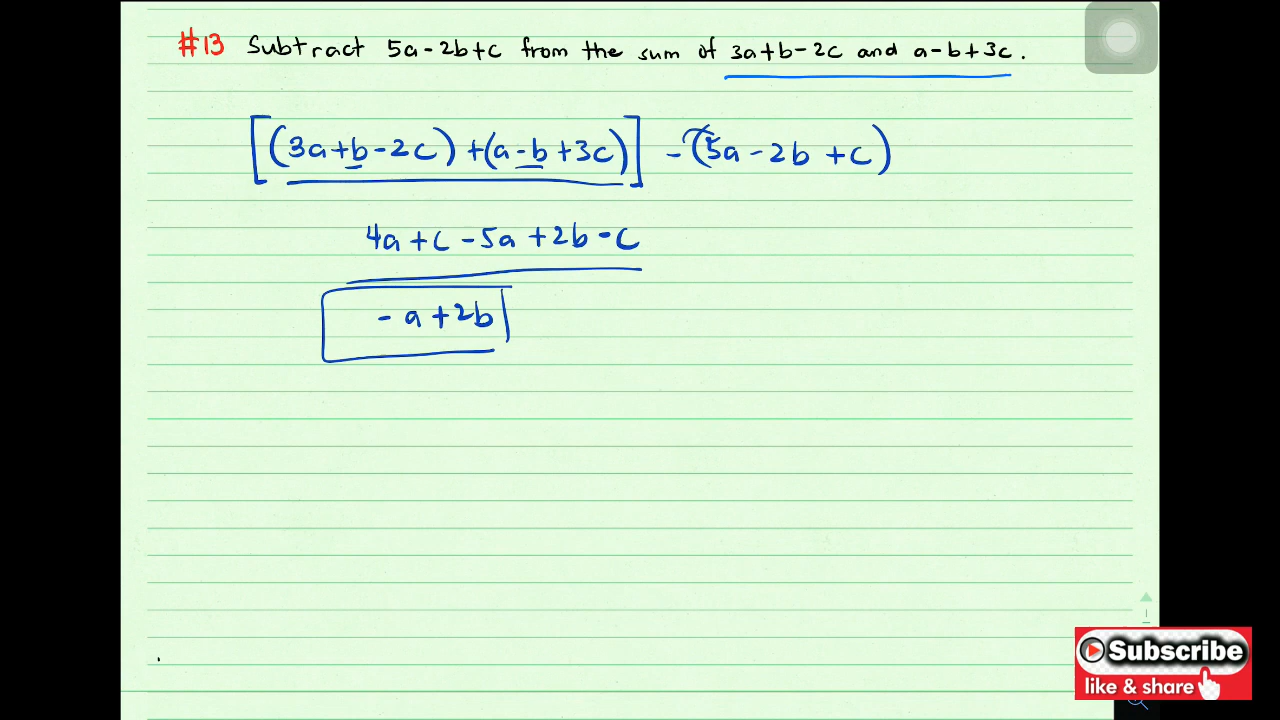 #13 Subtract 5a-2b+c from the sum of 3a+b-2c and a-b+3c.
[(3a+b-2c)+(a-b+3c)] -(5a-2b+c)
4a+c-5a+2b-c
-a+2b
Subscribe
like & share